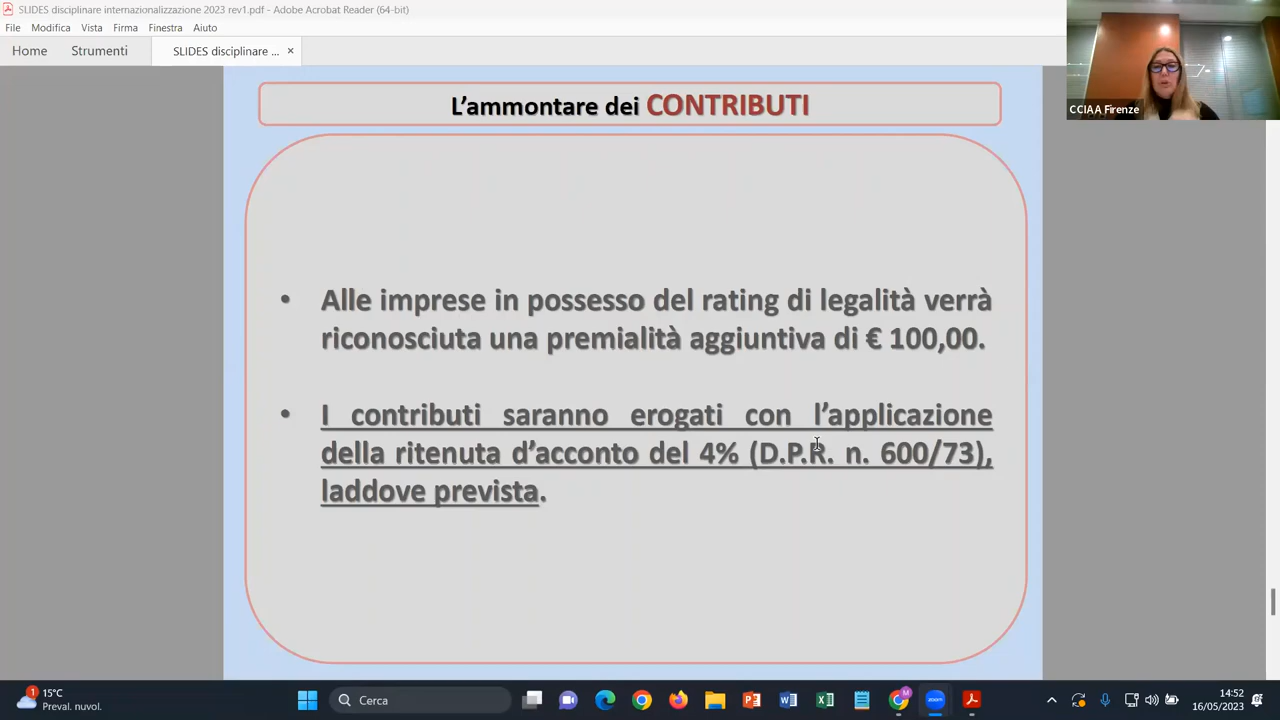 SLIDES disciplinare internazionalizzazione 2023 rev1.pdf - Adobe Acrobat Reader (64-bit)
File Modifica Vista Firma Finestra Aiuto
Home Strumenti SLIDES disciplinare ... ×
L'ammontare dei CONTRIBUTI
CCIAA Firenze
• Alle imprese in possesso del rating di legalità verrà
riconosciuta una premialità aggiuntiva di € 100,00.
• I contributi saranno erogati con l'applicazione
della ritenuta d'acconto del 4% (D.P.R. n. 600/73),
laddove prevista.
1
15°C
Preval. nuvol.
Cerca
14:52
16/05/2023